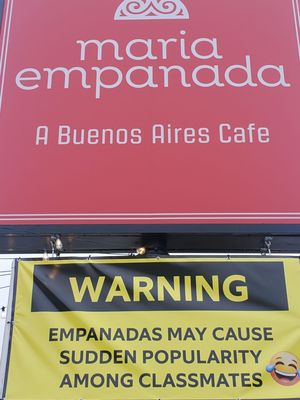 maria
empanada
A Buenos Aires Cafe
WARNING
EMPANADAS MAY CAUSE
SUDDEN POPULARITY
AMONG CLASSMATES